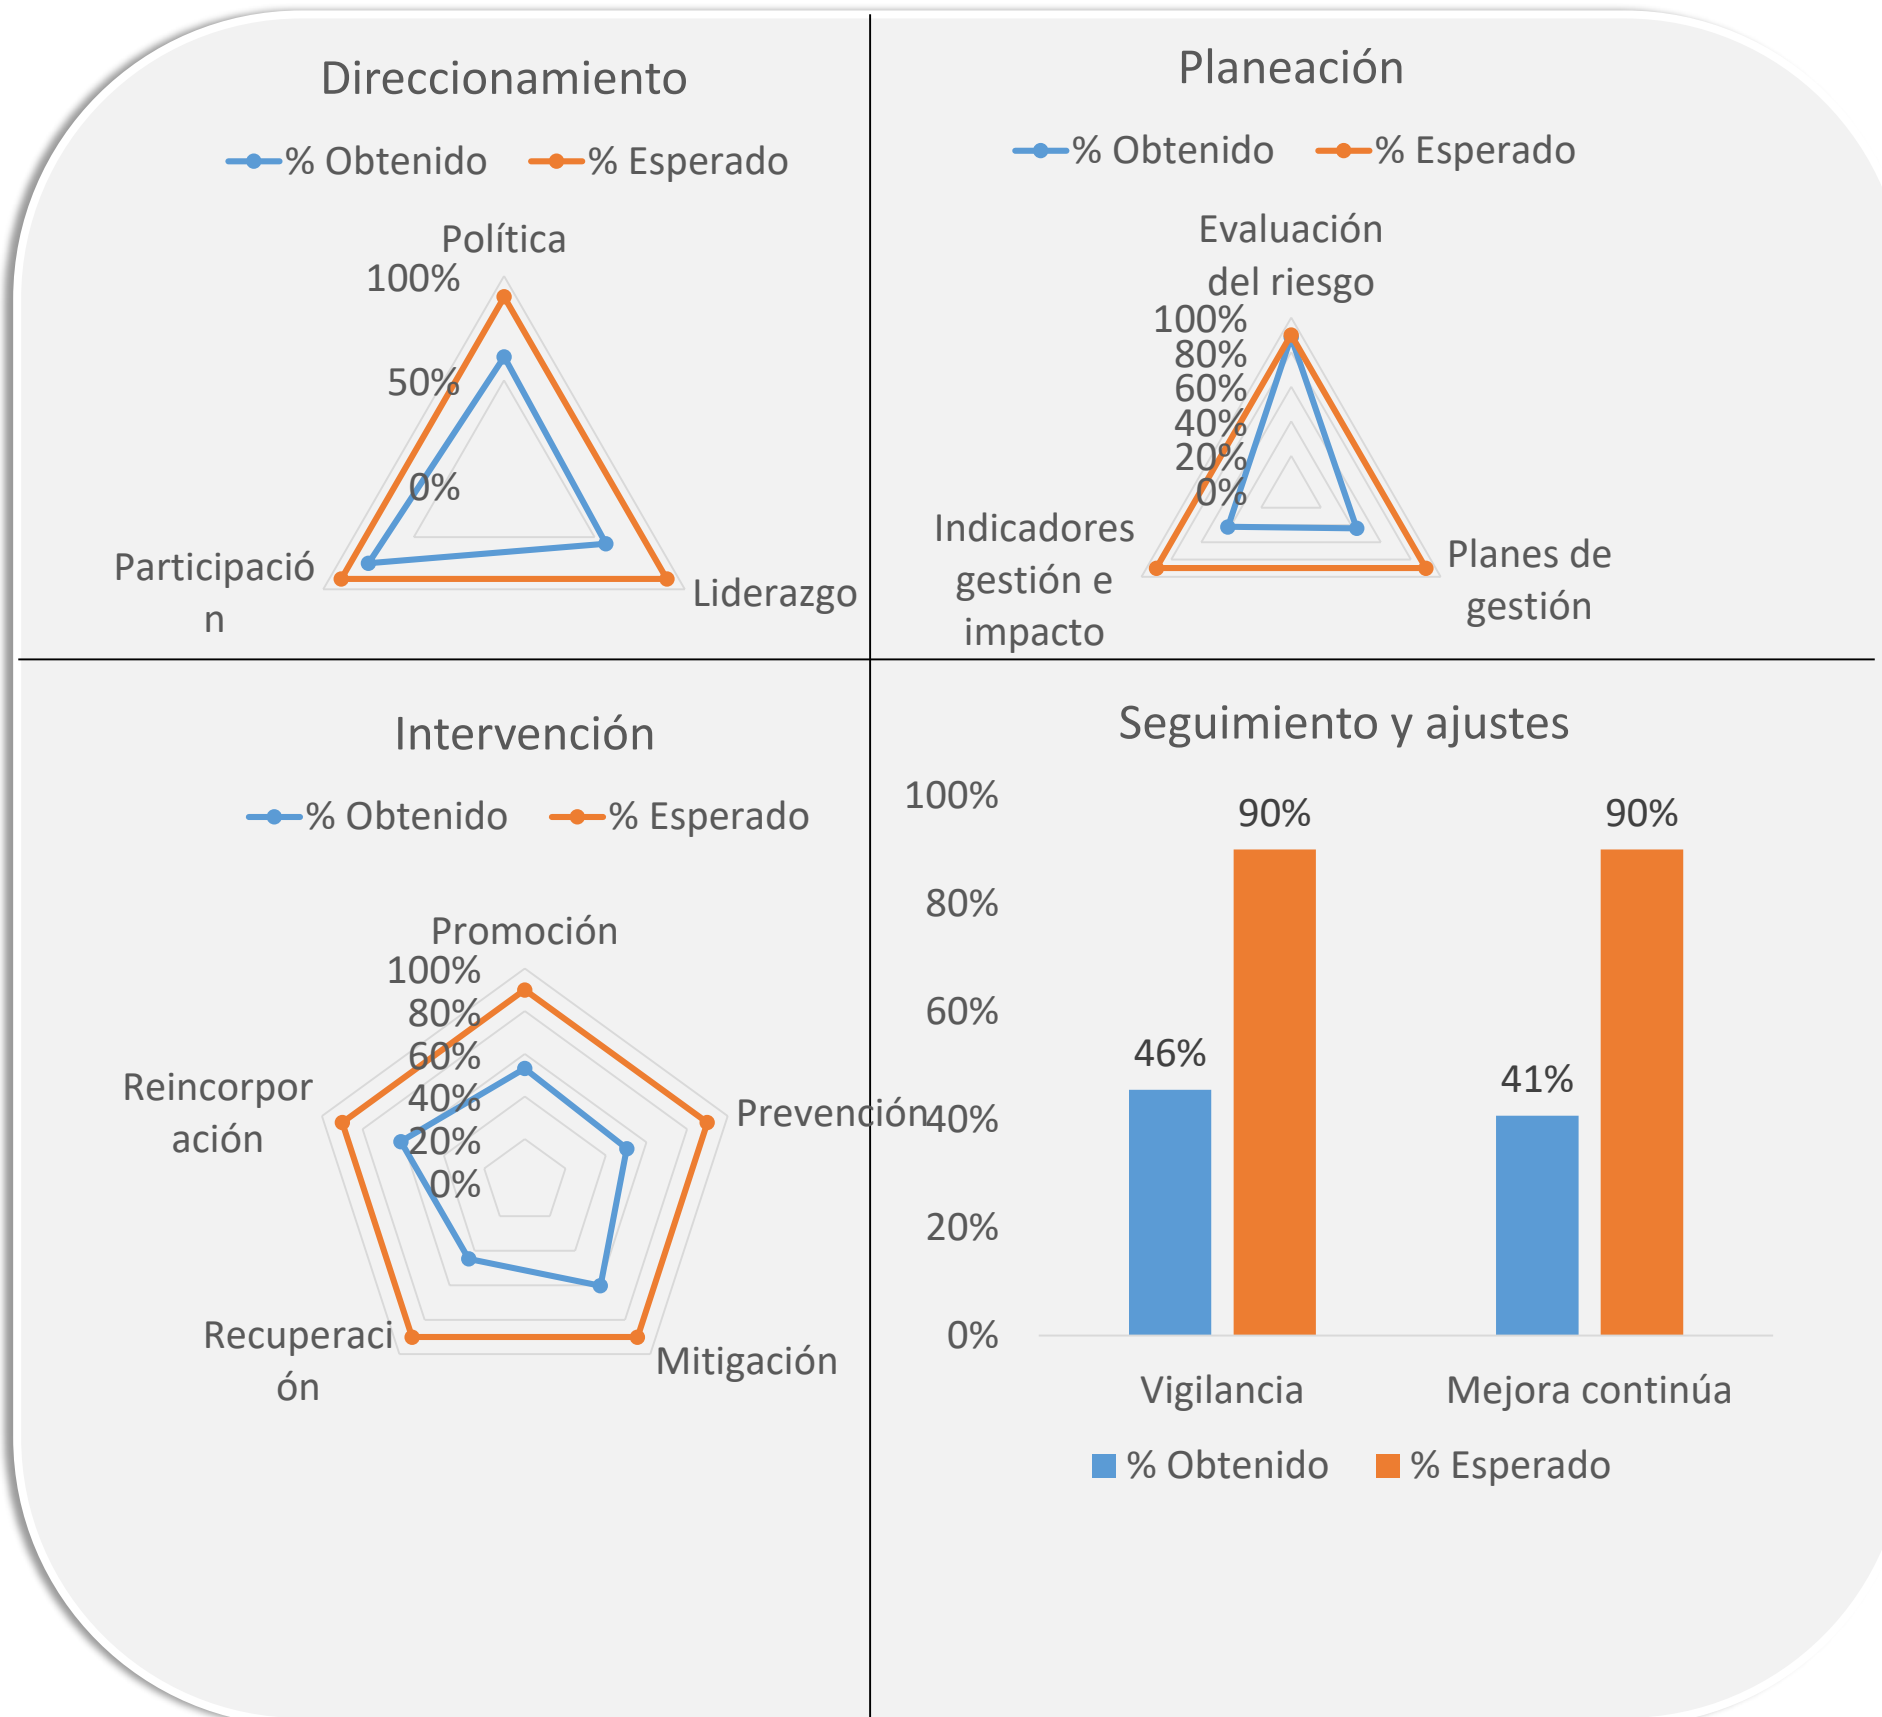 Direccionamiento
% Obtenido
% Esperado
Política
100%
50%
0%
Participació
n
Liderazgo
Planeación
% Obtenido
% Esperado
Evaluación
del riesgo
100%
80%
60%
40%
20%
0%
Indicadores
gestión e
impacto
Planes de
gestión
Intervención
% Obtenido
% Esperado
Promoción
100%
80%
60%
40%
20%
0%
Reincorpor
ación
Prevención
Recuperaci
ón
Mitigación
Seguimiento y ajustes
100%
80%
60%
40%
20%
0%
90%
90%
46%
41%
Vigilancia
Mejora continúa
% Obtenido
% Esperado